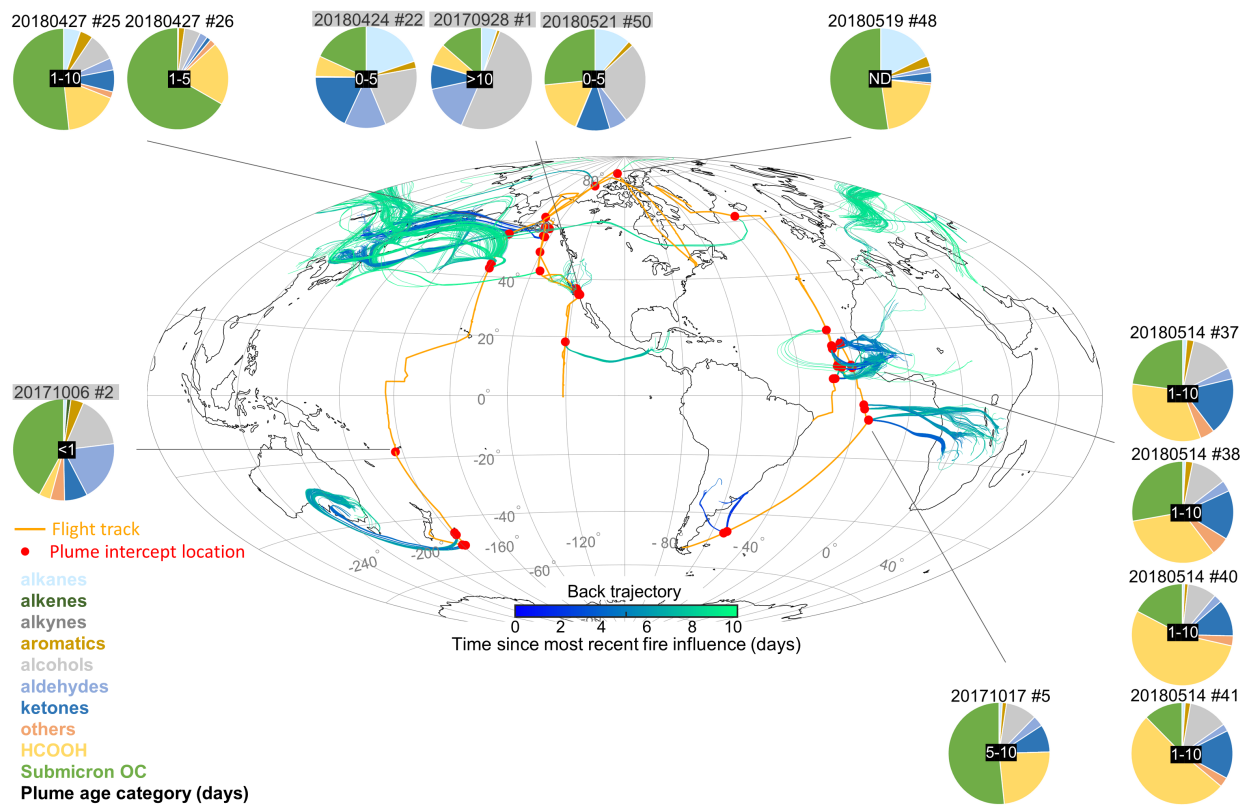 20180427 #25
20180427 #26
20180424 #22
20170928 #1
20180521 #50
20180519 #48
1-10
1-5
0-5
>10
0-5
ND
80°
40°
20°
0°
-20°
-40°
-60°
-240°
-200°
-160°
-120°
-80°
-40°
0°
40°
20171006 #2
<1
20180514 #37
1-10
20180514 #38
1-10
20180514 #40
1-10
20180514 #41
1-10
20171017 #5
5-10
Flight track
Plume intercept location
alkanes
alkenes
alkynes
aromatics
alcohols
aldehydes
ketones
others
HCOOH
Submicron OC
Plume age category (days)
Back trajectory
0 2 4 6 8 10
Time since most recent fire influence (days)